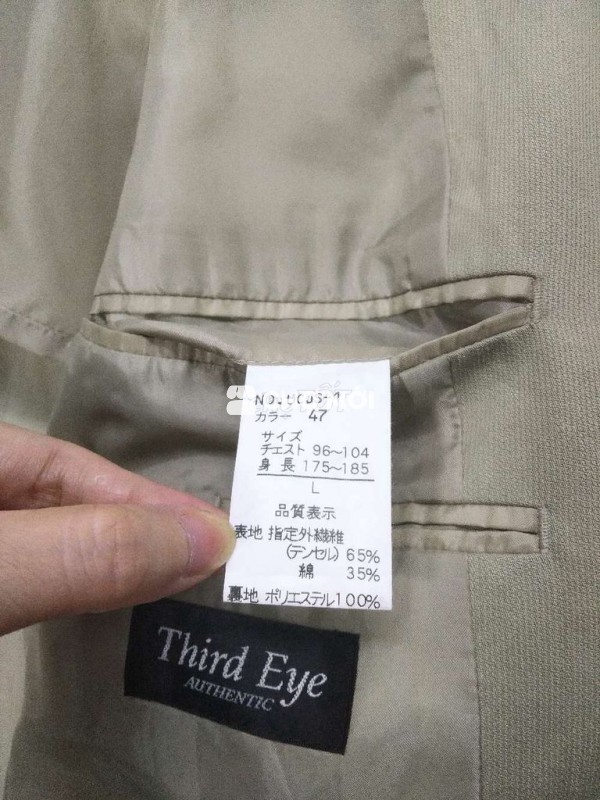 カラー 47
サイズ
チェスト 96〜104
身長 175〜185
L
品質表示
表地 指定外繊維
(テンセル) 65%
綿 35%
裏地 ポリエステル100%
Third Eye
AUTHENTIC